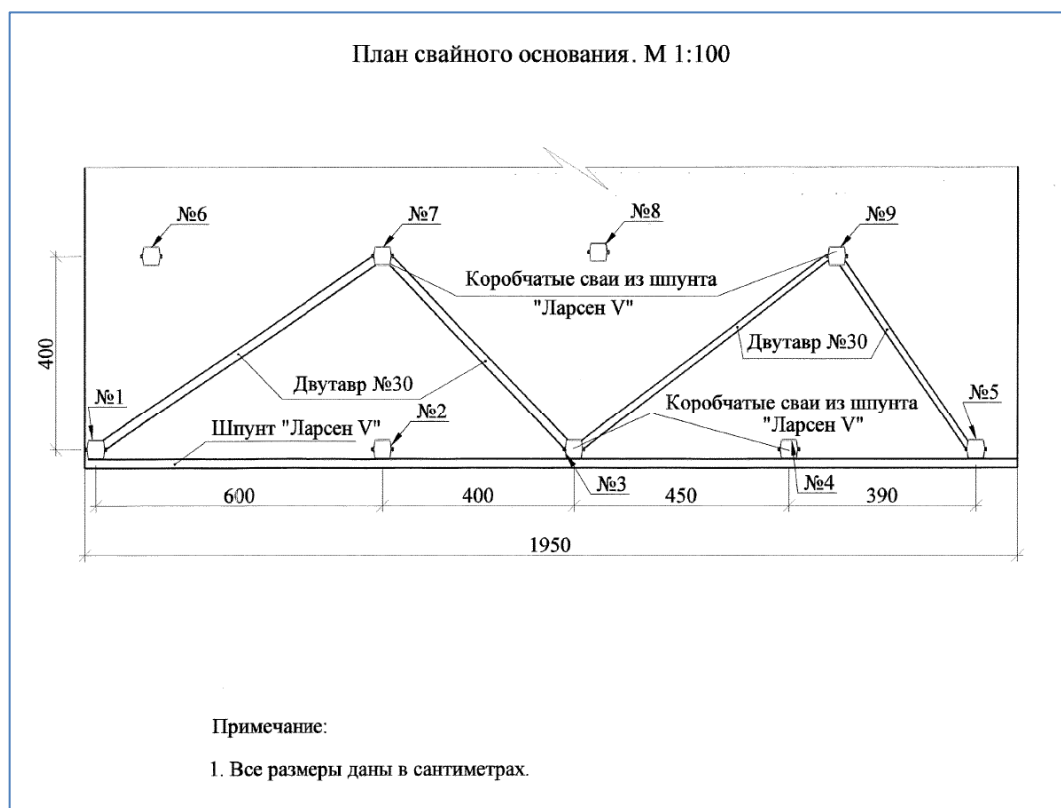 План свайного основания. М 1:100
№6
№7
№8
№9
Коробчатые сваи из шпунта
"Ларсен V"
Двутавр №30
400
Двутавр №30
№1
№2
Коробчатые сваи из шпунта
"Ларсен V"
№5
Шпунт "Ларсен V"
№3
№4
600
400
450
390
1950
Примечание:
1. Все размеры даны в сантиметрах.